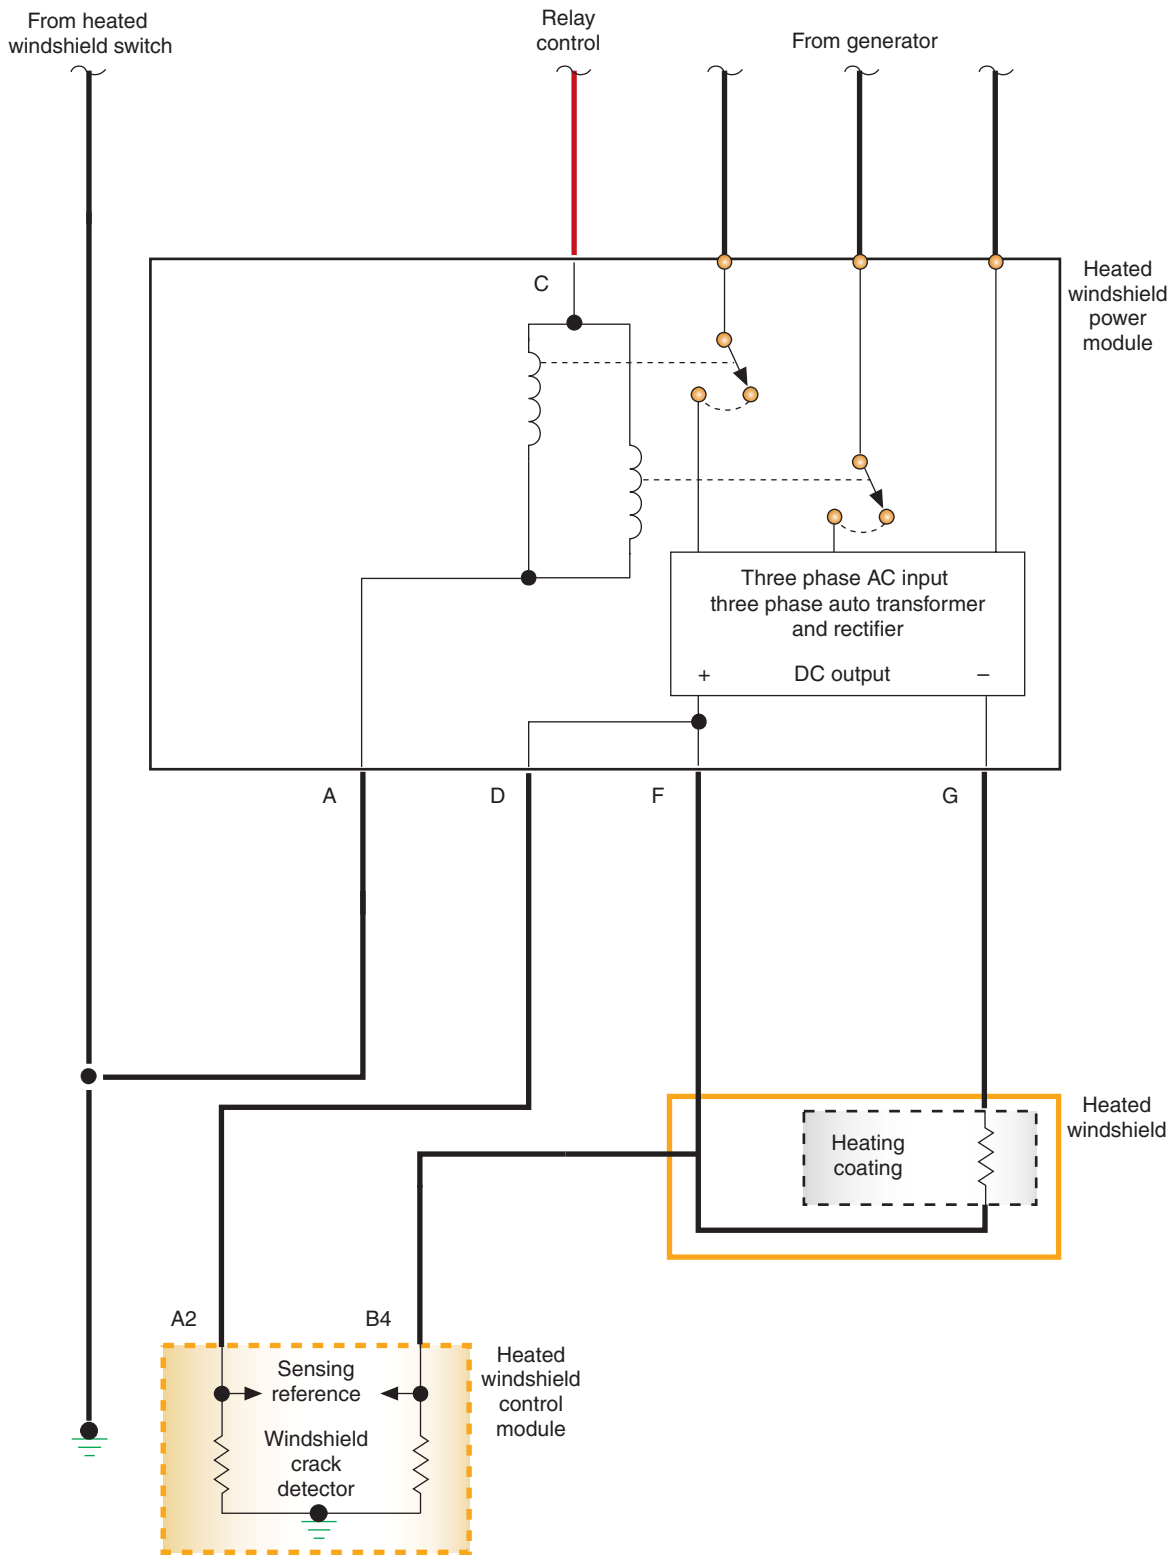 From heated
windshield switch
Relay
control
From generator
Heated
windshield
power
module
C
Three phase AC input
three phase auto transformer
and rectifier
+ DC output –
A D F G
Heated
windshield
Heating
coating
A2 B4
Heated
windshield
control
module
Sensing
reference
Windshield
crack
detector